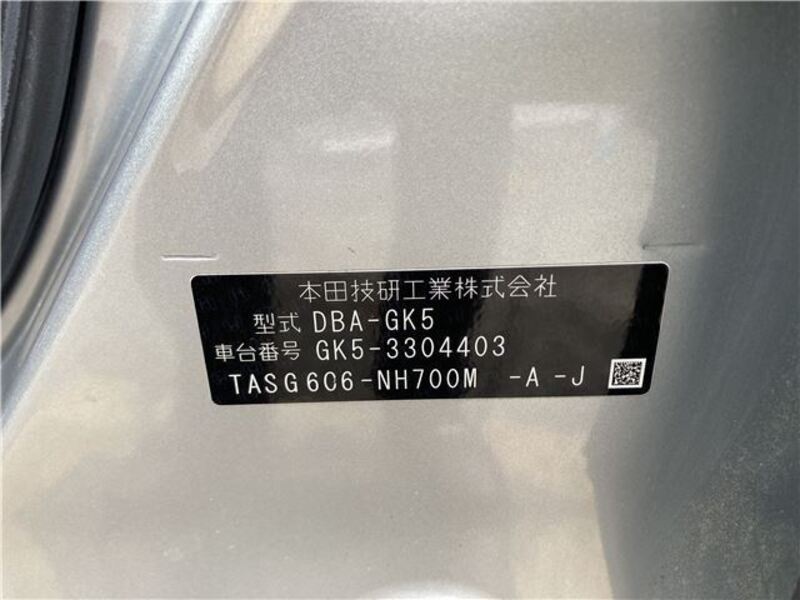 本田技研工業株式会社
型式 DBA-GK5
車台番号 GK5-3304403
TASG606-NH700M -A -J